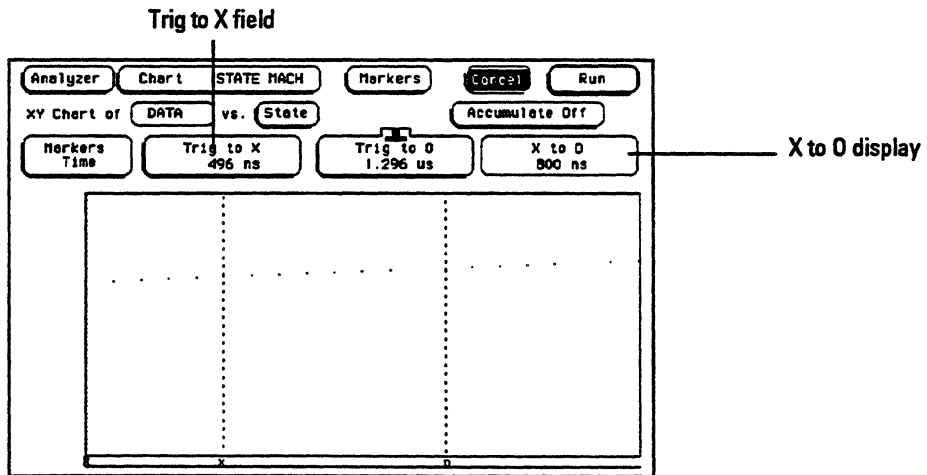 Trig to X field
Analyzer Chart STATE MACH Markers Cancel Run
XY Chart of DATA vs. State Accumulate Off
Markers Time Trig to X 496 ns Trig to O 1.296 us X to O 800 ns
X to O display
X O